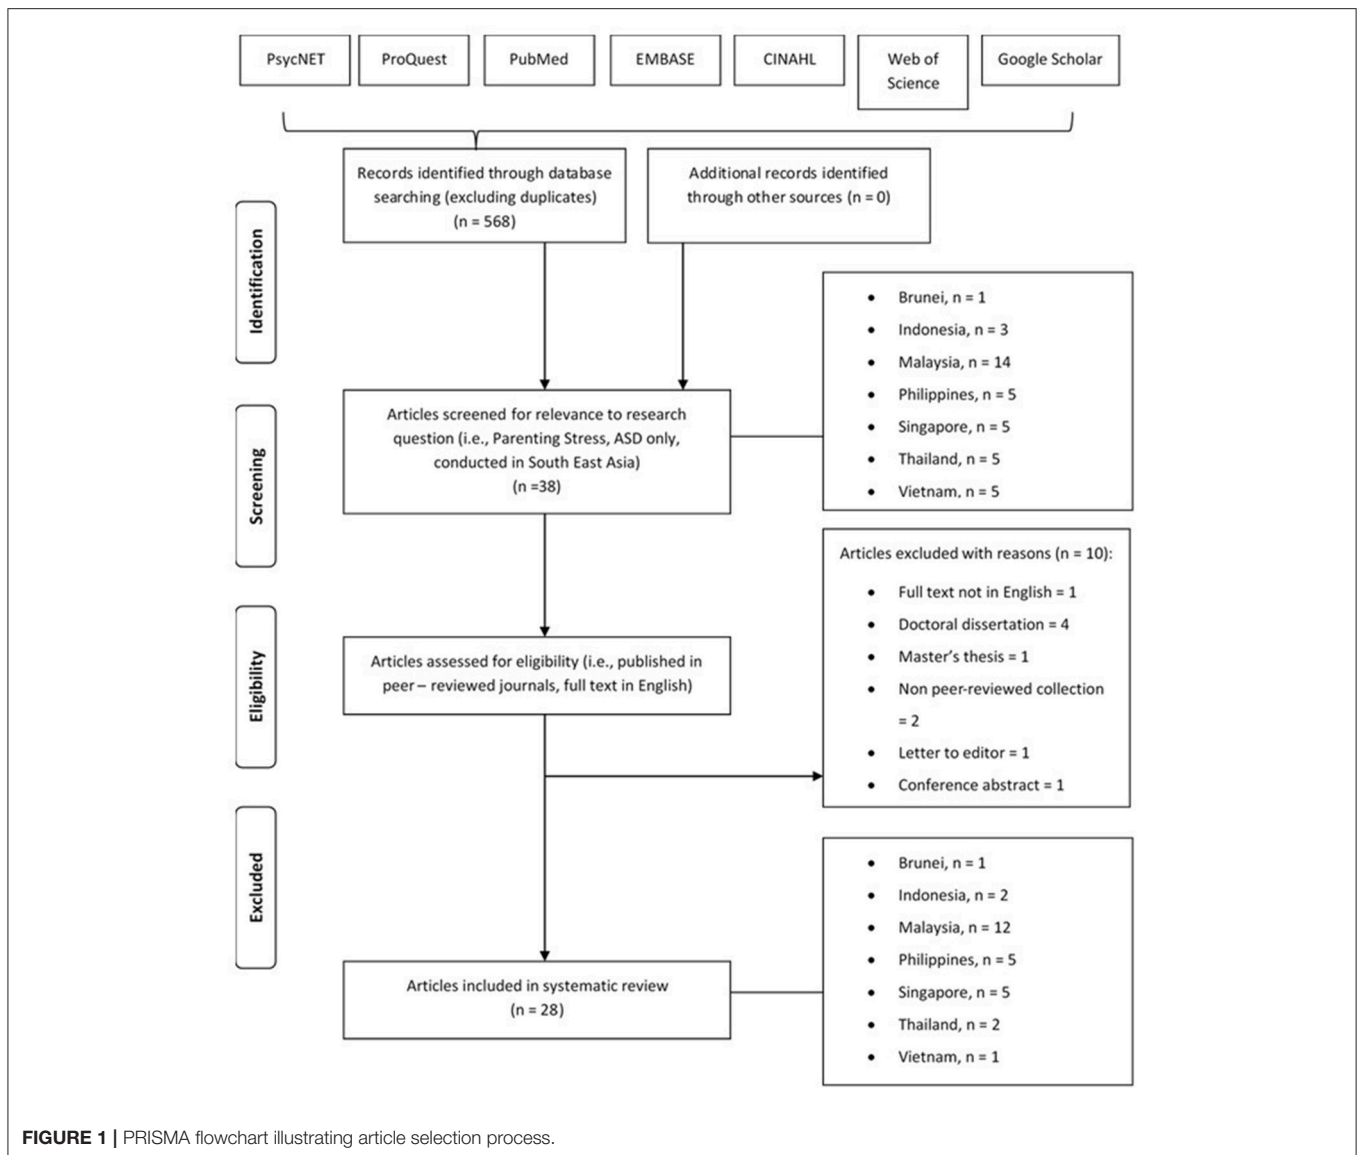 PsycNET
ProQuest
PubMed
EMBASE
CINAHL
Web of
Science
Google Scholar
Records identified through database
searching (excluding duplicates)
(n = 568)
Additional records identified
through other sources (n = 0)
Identification
• Brunei, n = 1
• Indonesia, n = 3
• Malaysia, n = 14
• Philippines, n = 5
• Singapore, n = 5
• Thailand, n = 5
• Vietnam, n = 5
Screening
Articles screened for relevance to research
question (i.e., Parenting Stress, ASD only,
conducted in South East Asia)
(n =38)
Articles excluded with reasons (n = 10):
• Full text not in English = 1
• Doctoral dissertation = 4
• Master’s thesis = 1
• Non peer-reviewed collection
= 2
• Letter to editor = 1
• Conference abstract = 1
Eligibility
Articles assessed for eligibility (i.e., published in
peer – reviewed journals, full text in English)
Excluded
• Brunei, n = 1
• Indonesia, n = 2
• Malaysia, n = 12
• Philippines, n = 5
• Singapore, n = 5
• Thailand, n = 2
• Vietnam, n = 1
Articles included in systematic review
(n = 28)
FIGURE 1 | PRISMA flowchart illustrating article selection process.